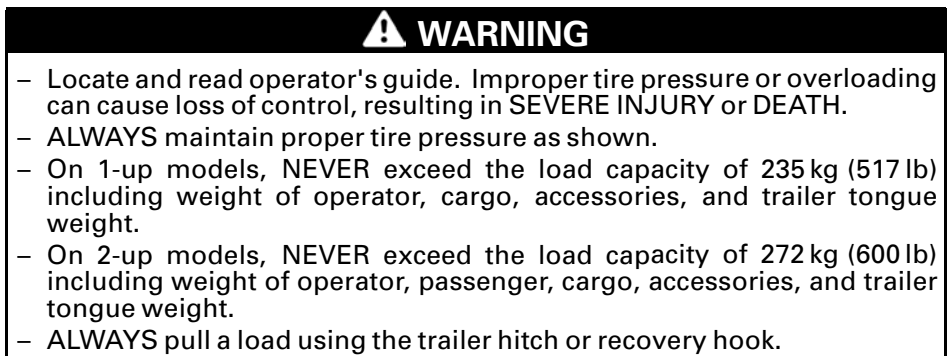 WARNING
– Locate and read operator's guide. Improper tire pressure or overloading
can cause loss of control, resulting in SEVERE INJURY or DEATH.
– ALWAYS maintain proper tire pressure as shown.
– On 1-up models, NEVER exceed the load capacity of 235 kg (517 lb)
including weight of operator, cargo, accessories, and trailer tongue
weight.
– On 2-up models, NEVER exceed the load capacity of 272 kg (600 lb)
including weight of operator, passenger, cargo, accessories, and trailer
tongue weight.
– ALWAYS pull a load using the trailer hitch or recovery hook.